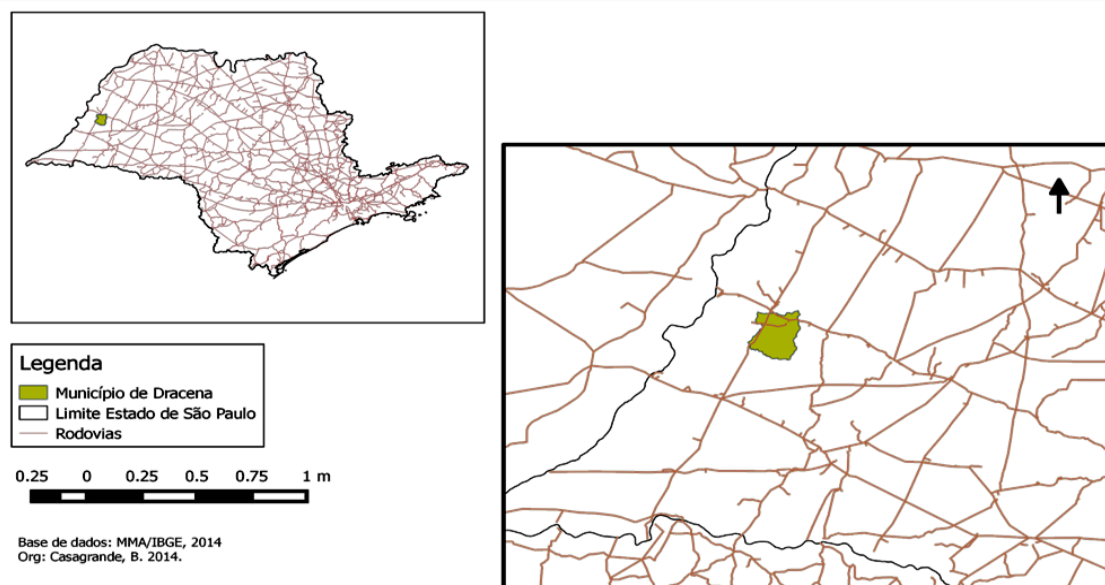 Legenda
Município de Dracena
Limite Estado de São Paulo
Rodovias
0.25 0 0.25 0.5 0.75 1 m
Base de dados: MMA/IBGE, 2014
Org: Casagrande, B. 2014.